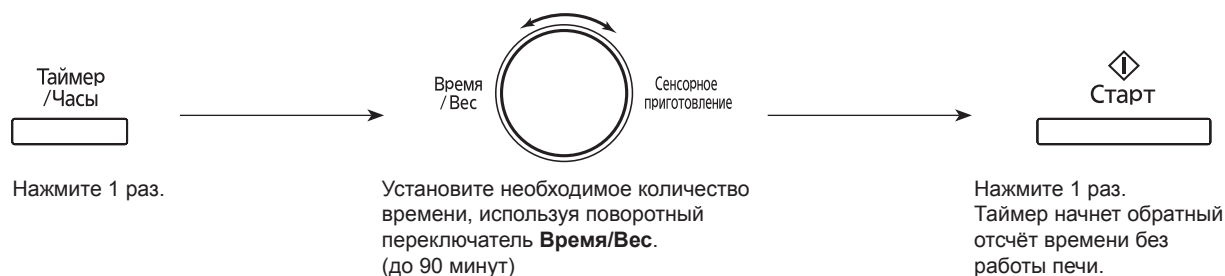 Таймер
/Часы
Нажмите 1 раз.
Время
/ Вес
Сенсорное
приготовление
Установите необходимое количество
времени, используя поворотный
переключатель Время/Вес.
(до 90 минут)
Старт
Нажмите 1 раз.
Таймер начнет обратный
отсчёт времени без
работы печи.